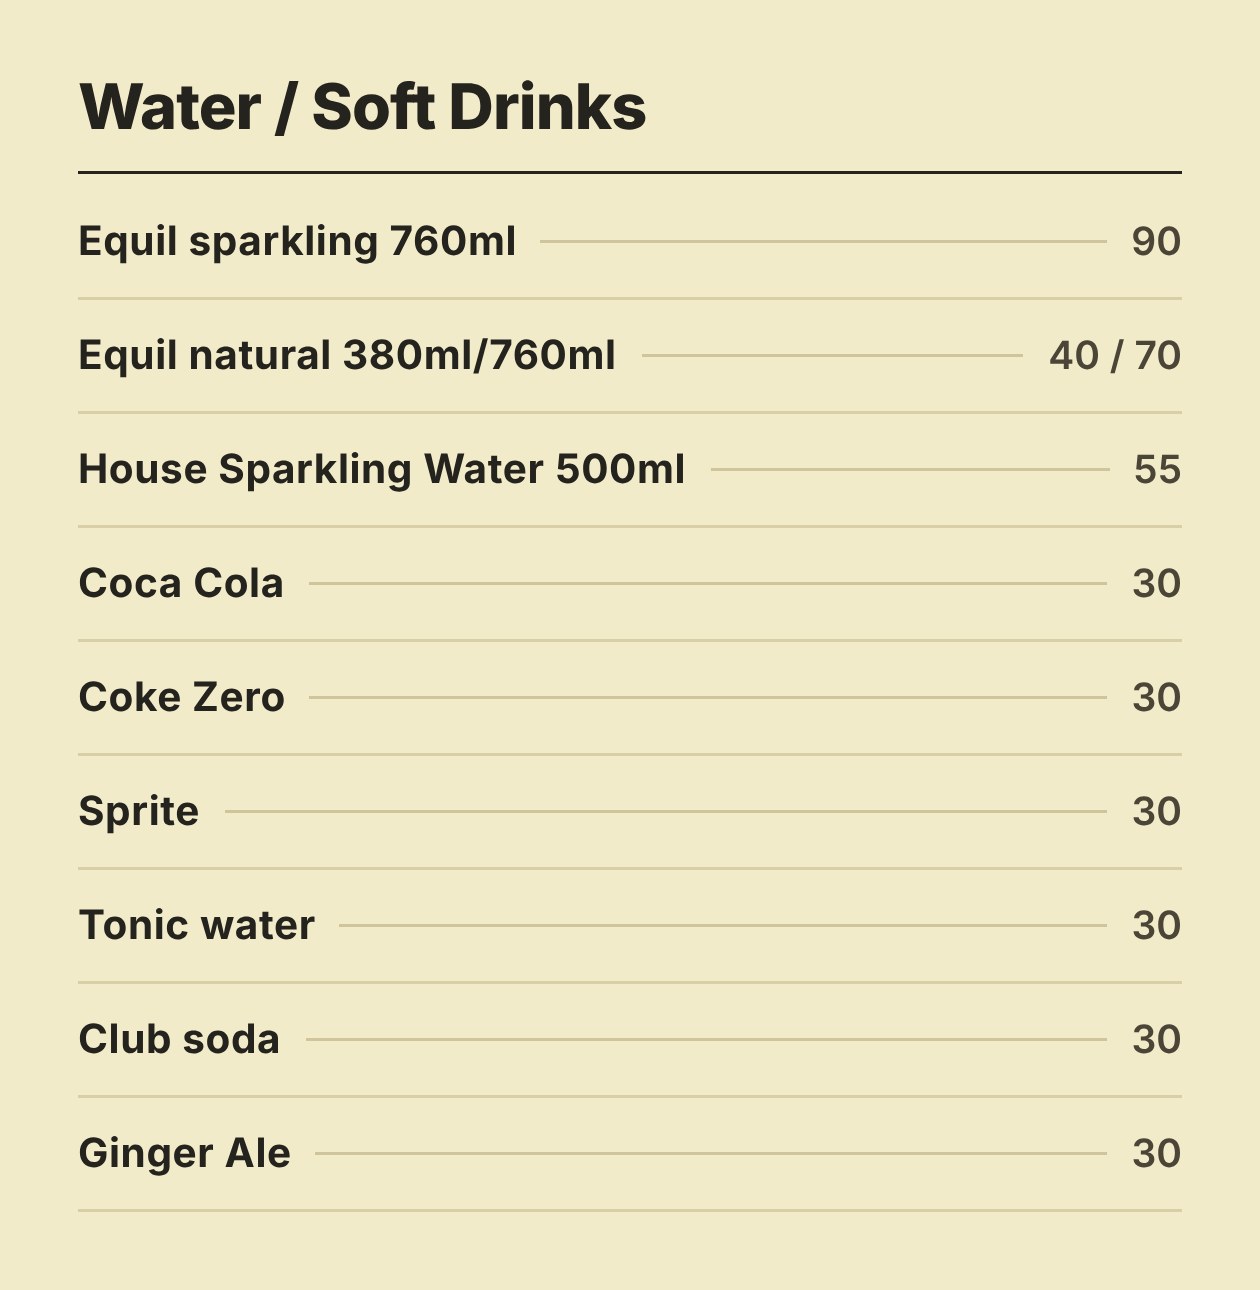 Water / Soft Drinks
Equil sparkling 760ml 90
Equil natural 380ml/760ml 40 / 70
House Sparkling Water 500ml 55
Coca Cola 30
Coke Zero 30
Sprite 30
Tonic water 30
Club soda 30
Ginger Ale 30